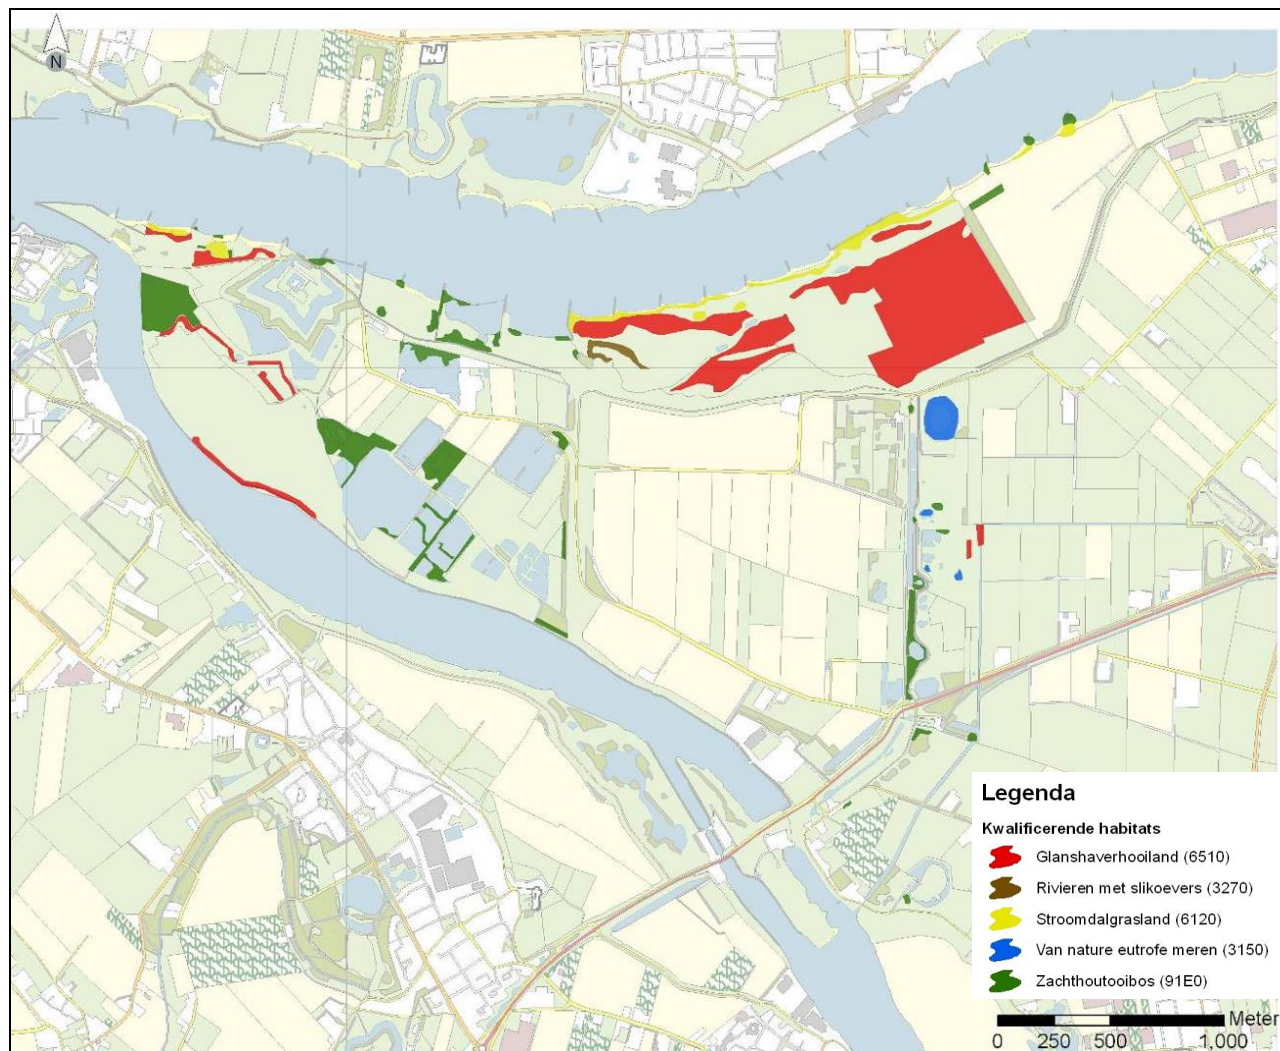 N
Legenda
Kwalificerende habitats
Glanshaverhooiland (6510)
Rivieren met slikoevers (3270)
Stroomdalgrasland (6120)
Van nature eutrofe meren (3150)
Zachthoutooibos (91E0)
Meter
0 250 500 1,000